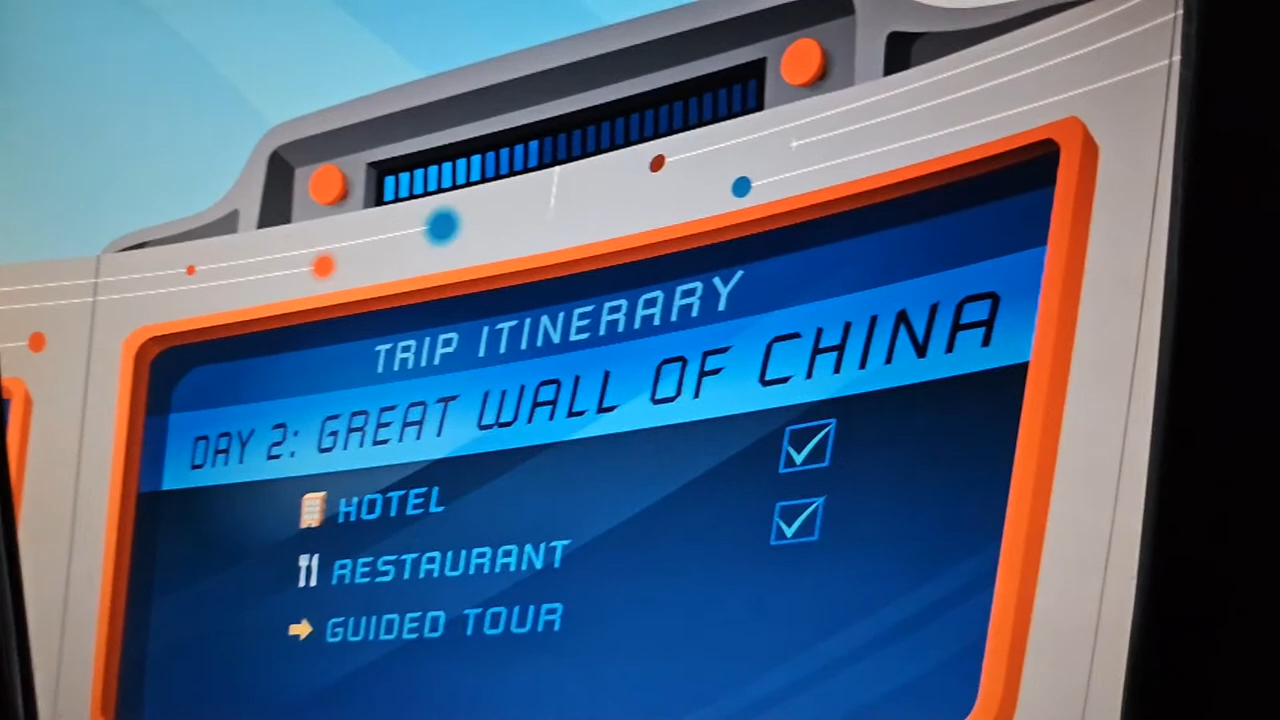 TRIP ITINERARY
DAY 2: GREAT WALL OF CHINA
HOTEL
RESTAURANT
GUIDED TOUR